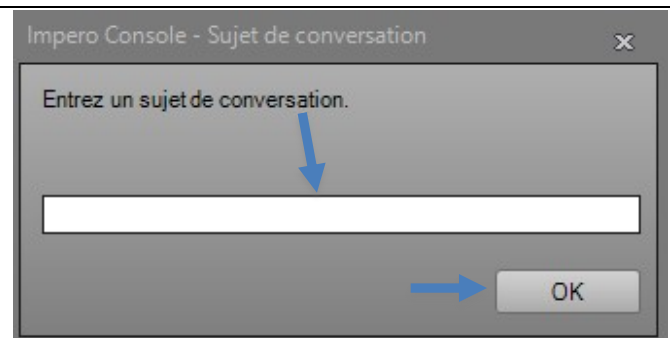 Impero Console - Sujet de conversation
Entrez un sujet de conversation.
OK